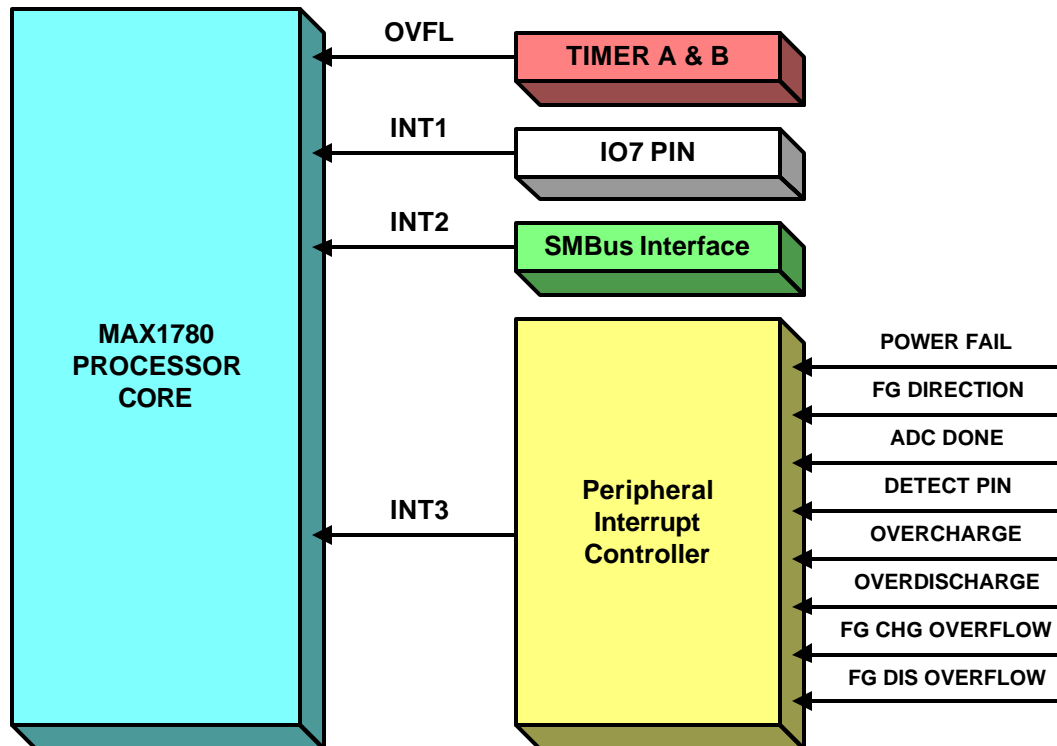 OVFL
TIMER A & B
INT1
IO7 PIN
INT2
SMBus Interface
MAX1780
PROCESSOR
CORE
INT3
Peripheral
Interrupt
Controller
POWER FAIL
FG DIRECTION
ADC DONE
DETECT PIN
OVERCHARGE
OVERDISCHARGE
FG CHG OVERFLOW
FG DIS OVERFLOW